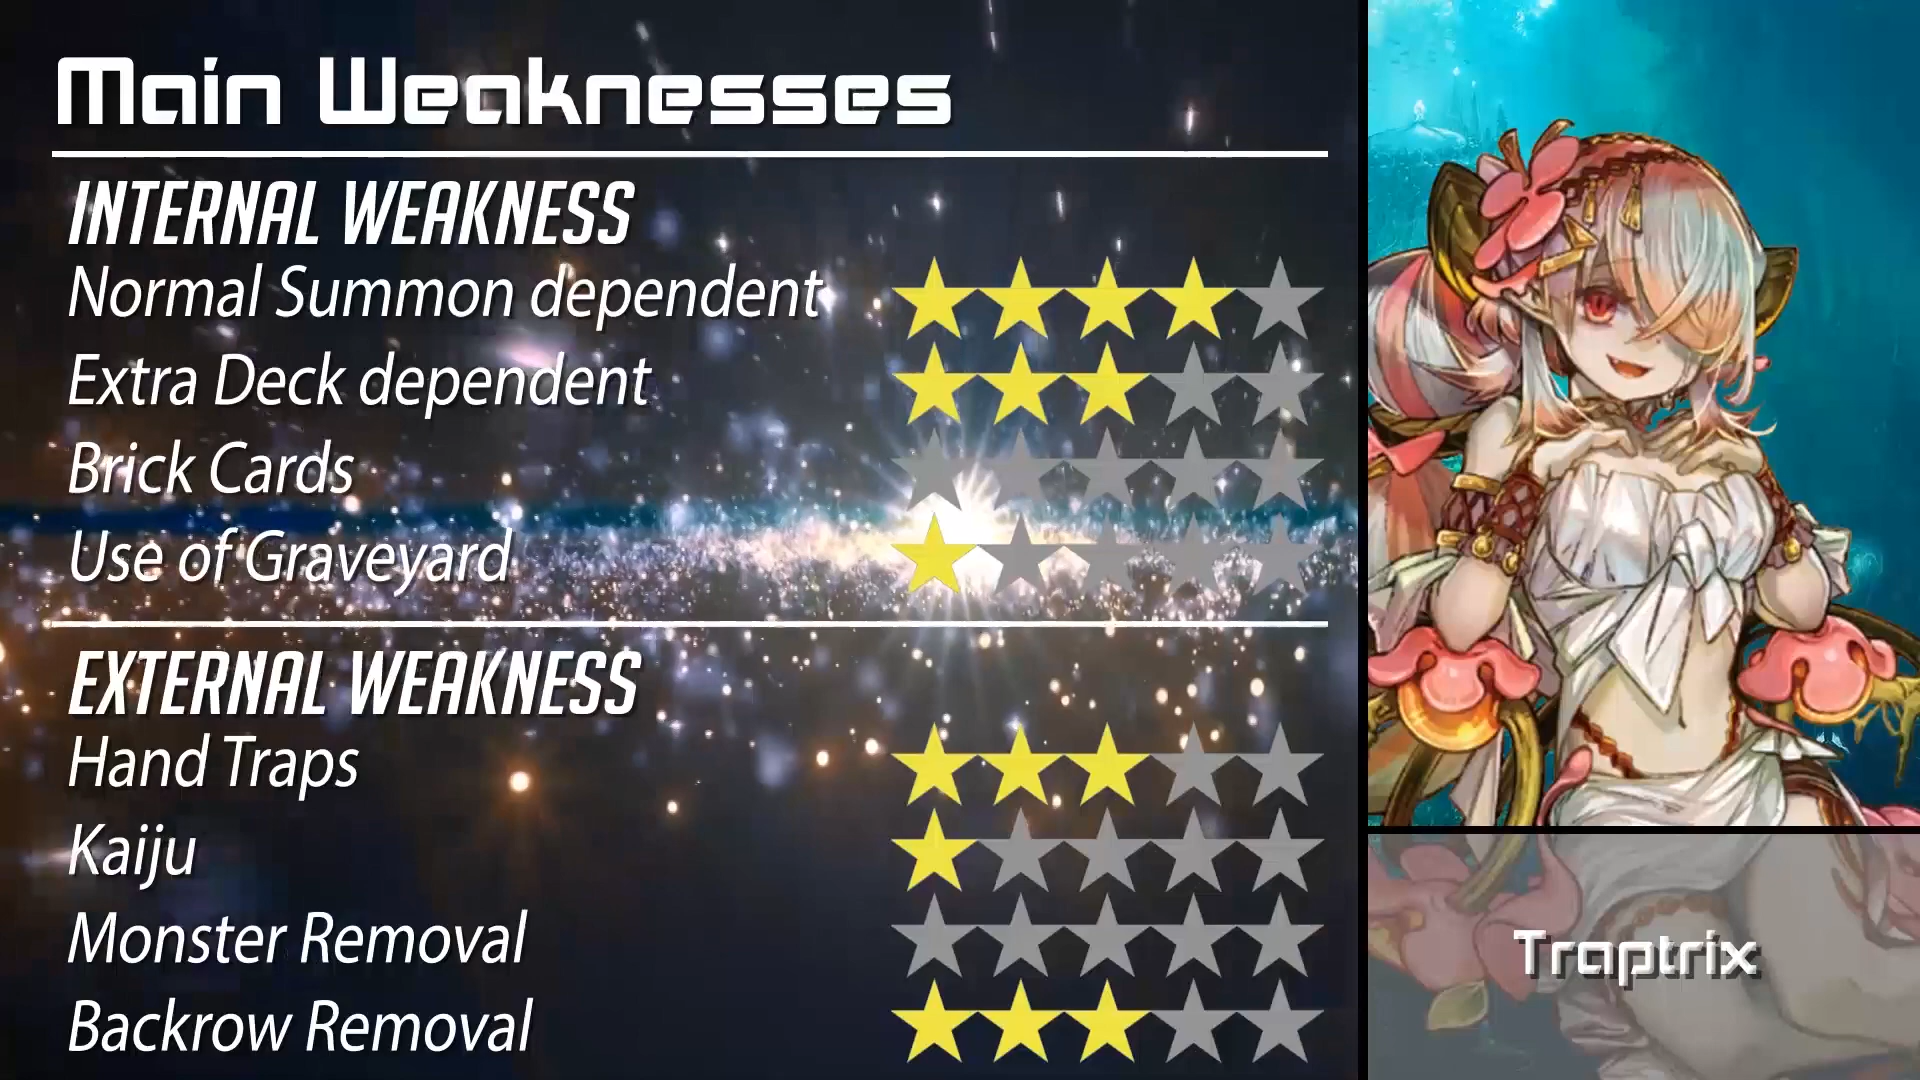 Main Weaknesses
INTERNAL WEAKNESS
Normal Summon dependent
Extra Deck dependent
Brick Cards
Use of Graveyard
EXTERNAL WEAKNESS
Hand Traps
Kaiju
Monster Removal
Backrow Removal
Traptrix